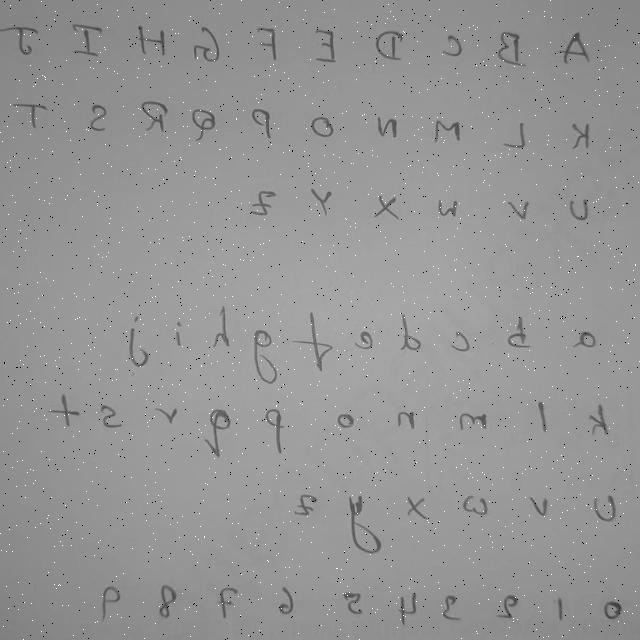 A B C D E F G H I J
K L M N O P Q R S T
U V W X Y Z
a b c d e f g h i j
k l m n o p q r s t
u v w x y z
0 1 2 3 4 5 6 7 8 9